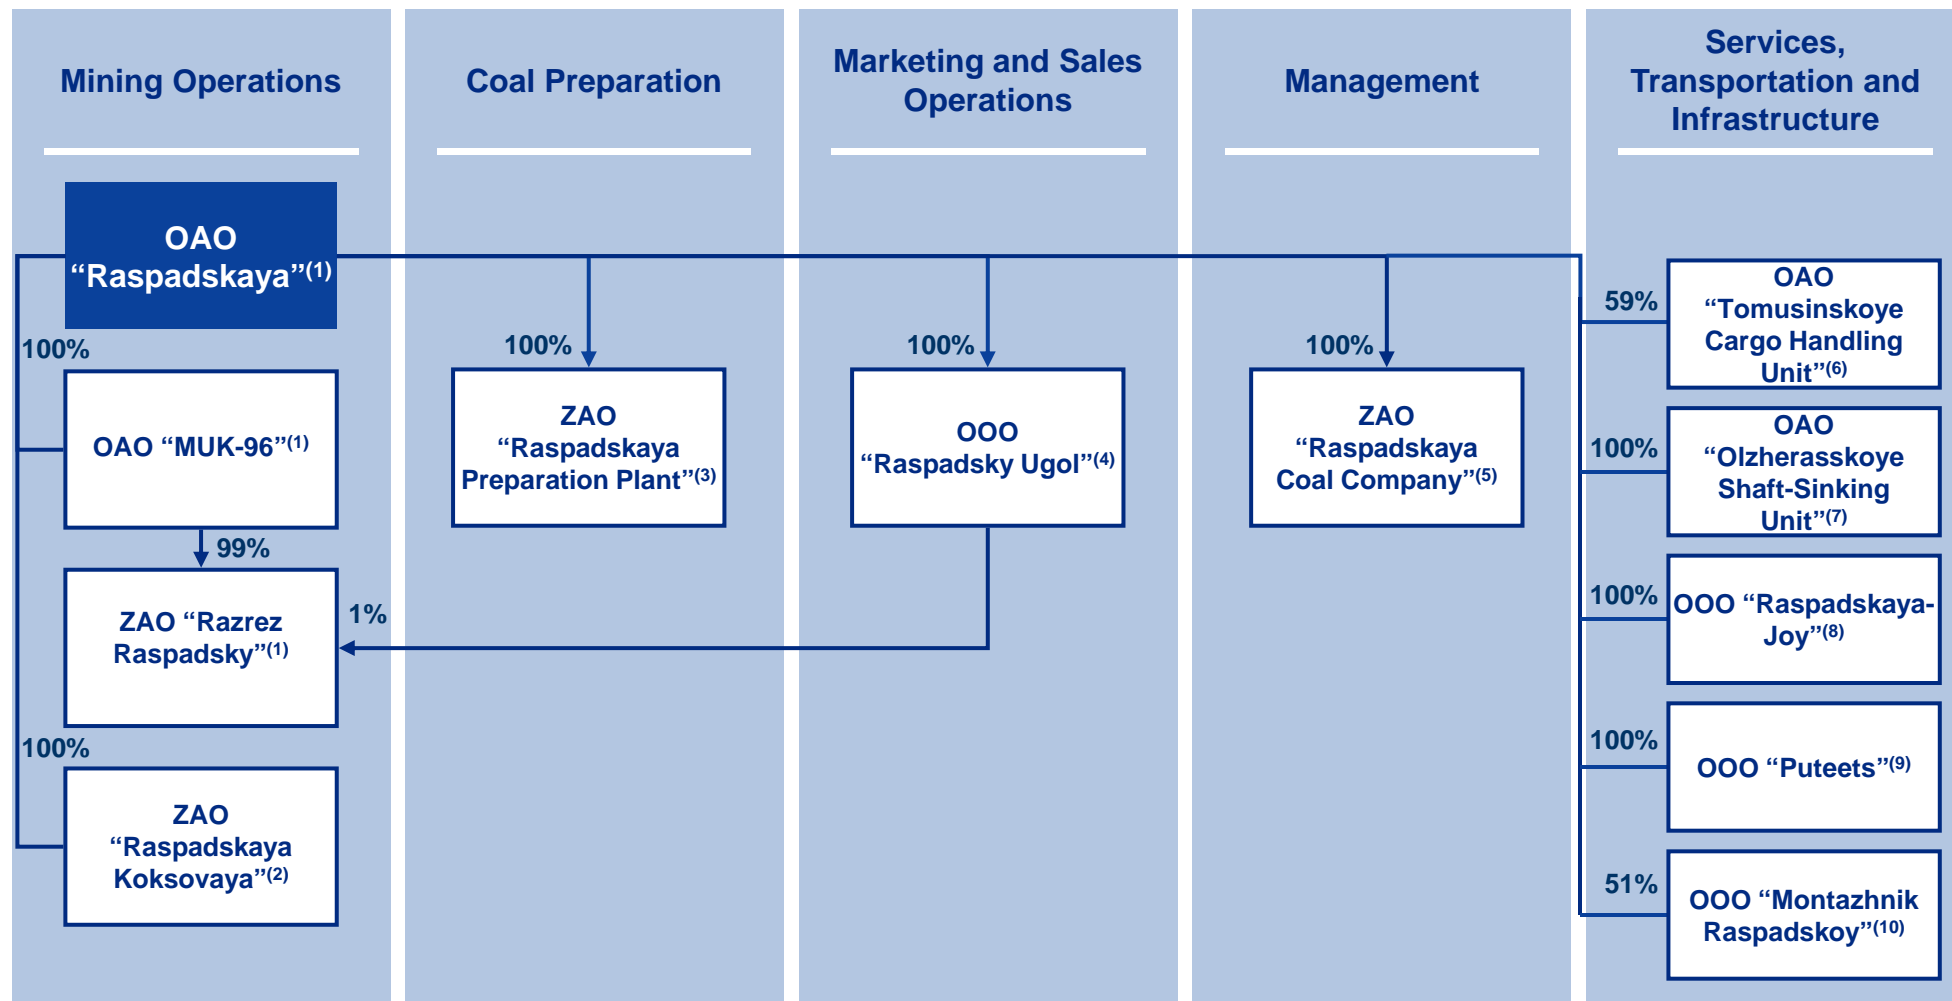 Mining Operations
Coal Preparation
Marketing and Sales
Operations
Management
Services,
Transportation and
Infrastructure
OAO
“Raspadskaya”(1)
100%
OAO “MUK-96”(1)
99%
ZAO “Razrez
Raspadsky”(1)
1%
100%
ZAO
“Raspadskaya
Koksovaya”(2)
100%
ZAO
“Raspadskaya
Preparation Plant”(3)
100%
OOO
“Raspadsky Ugol”(4)
100%
ZAO
“Raspadskaya
Coal Company”(5)
59%
OAO
“Tomusinskoye
Cargo Handling
Unit”(6)
100%
OAO
“Olzherasskoye
Shaft-Sinking
Unit”(7)
100%
OOO “Raspadskaya-
Joy”(8)
100%
OOO “Puteets”(9)
51%
OOO “Montazhnik
Raspadskoy”(10)